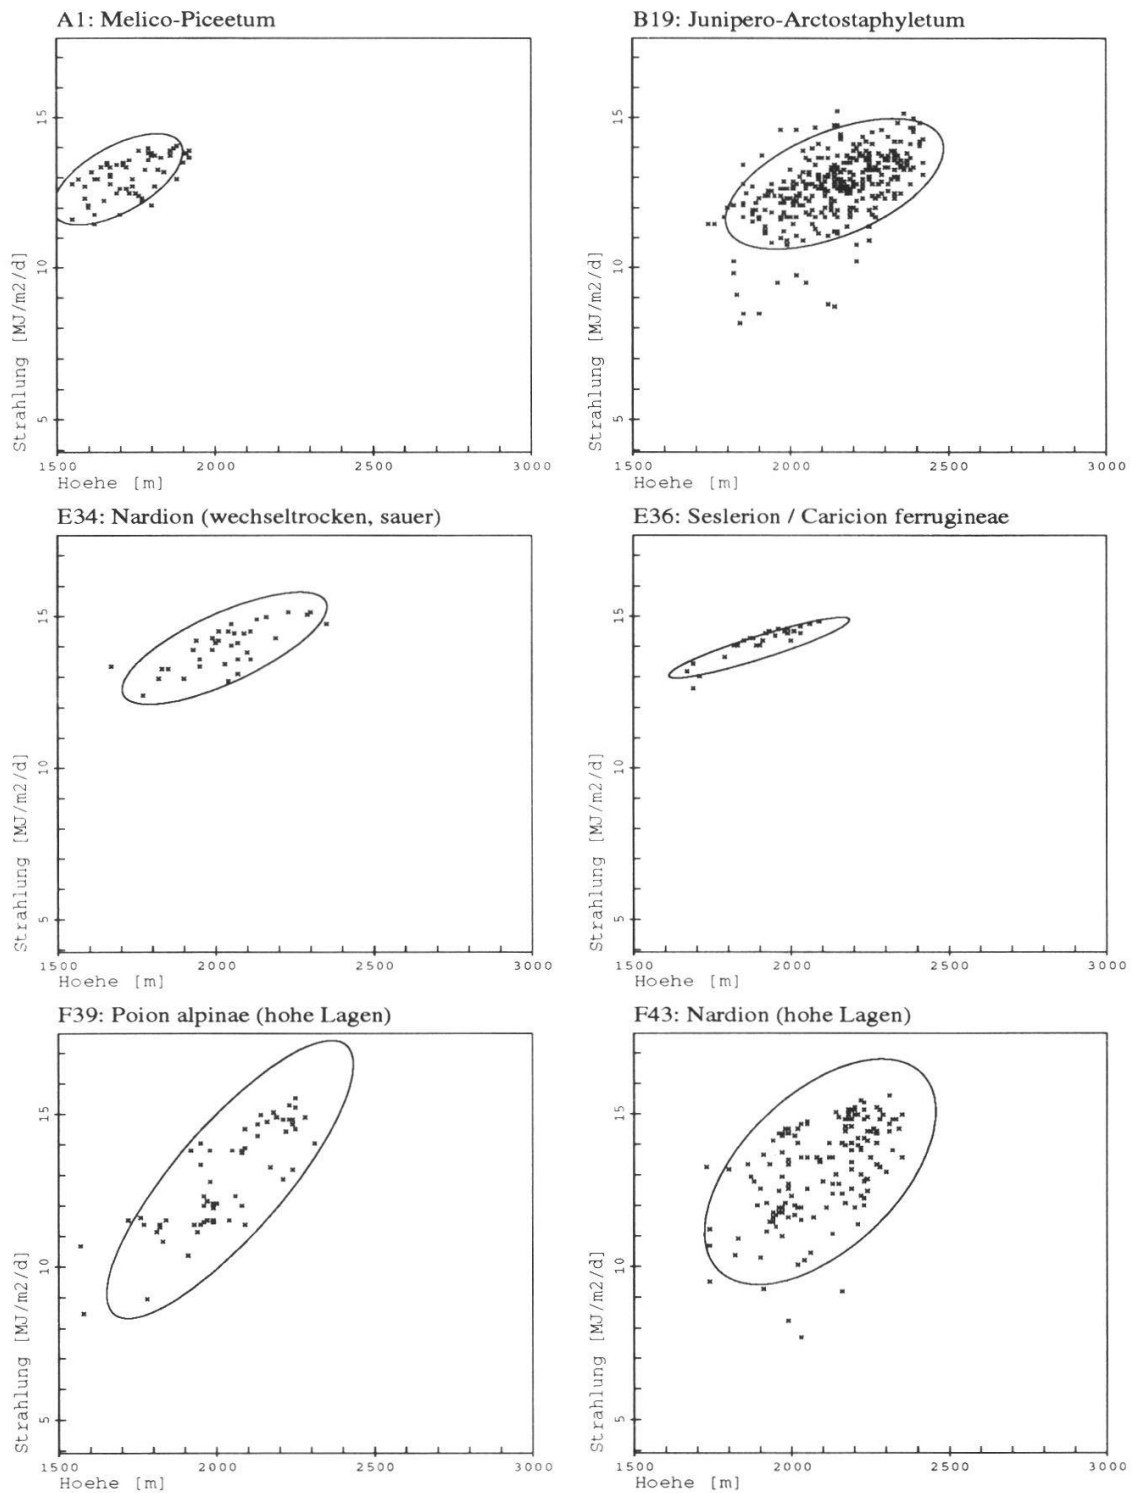 A1: Melico-Piceetum
15
10
5
Strahlung [MJ/m2/d]
1500 2000 2500 3000
Hoehe [m]
B19: Junipero-Arctostaphyletum
15
10
5
Strahlung [MJ/m2/d]
1500 2000 2500 3000
Hoehe [m]
E34: Nardion (wechseltrocken, sauer)
15
10
5
Strahlung [MJ/m2/d]
1500 2000 2500 3000
Hoehe [m]
E36: Seslerion / Caricion ferrugineae
15
10
5
Strahlung [MJ/m2/d]
1500 2000 2500 3000
Hoehe [m]
F39: Poion alpinae (hohe Lagen)
15
10
5
Strahlung [MJ/m2/d]
1500 2000 2500 3000
Hoehe [m]
F43: Nardion (hohe Lagen)
15
10
5
Strahlung [MJ/m2/d]
1500 2000 2500 3000
Hoehe [m]